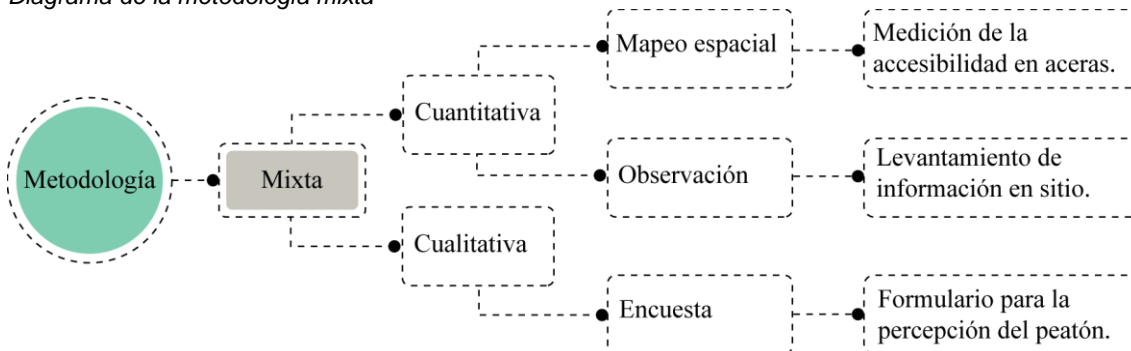 Diagrama de la metodología mixta
Metodología
Mixta
Cuantitativa
Cualitativa
Mapeo espacial
Medición de la
accesibilidad en aceras.
Observación
Levantamiento de
información en sitio.
Encuesta
Formulario para la
percepción del peatón.